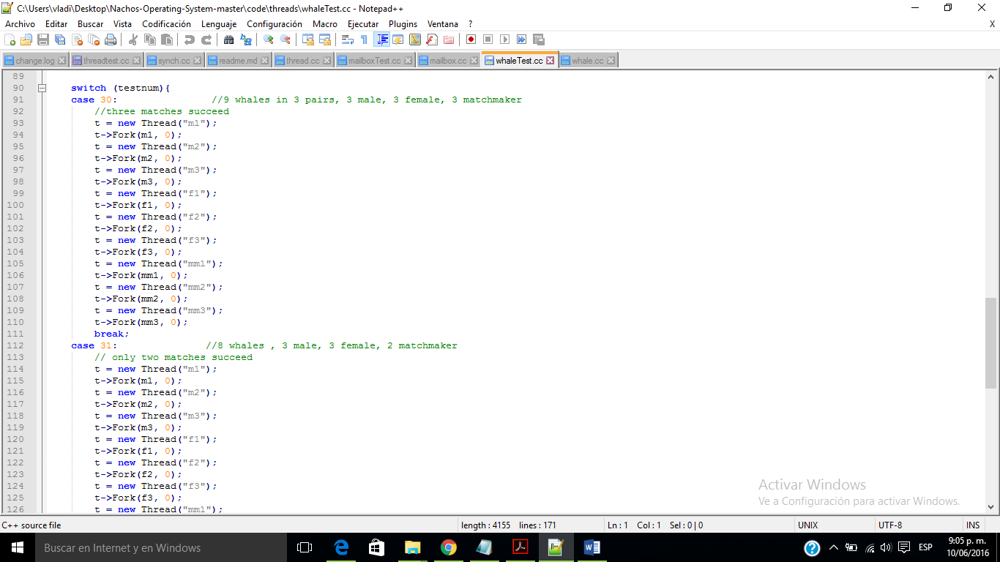 C:\Users\vladi\Desktop\Nachos-Operating-System-master\code\threads\whaleTest.cc - Notepad++
Archivo Editar Buscar Vista Codificación Lenguaje Configuración Macro Ejecutar Plugins Ventana ? X
change.log threadtest.cc synch.cc readme.md thread.cc mailboxTest.cc mailbox.cc whaleTest.cc whale.cc
89
90 switch (testnum){
91 case 30: //9 whales in 3 pairs, 3 male, 3 female, 3 matchmaker
92 //three matches succeed
93 t = new Thread("m1");
94 t->Fork(m1, 0);
95 t = new Thread("m2");
96 t->Fork(m2, 0);
97 t = new Thread("m3");
98 t->Fork(m3, 0);
99 t = new Thread("f1");
100 t->Fork(f1, 0);
101 t = new Thread("f2");
102 t->Fork(f2, 0);
103 t = new Thread("f3");
104 t->Fork(f3, 0);
105 t = new Thread("mm1");
106 t->Fork(mm1, 0);
107 t = new Thread("mm2");
108 t->Fork(mm2, 0);
109 t = new Thread("mm3");
110 t->Fork(mm3, 0);
111 break;
112 case 31: //8 whales , 3 male, 3 female, 2 matchmaker
113 // only two matches succeed
114 t = new Thread("m1");
115 t->Fork(m1, 0);
116 t = new Thread("m2");
117 t->Fork(m2, 0);
118 t = new Thread("m3");
119 t->Fork(m3, 0);
120 t = new Thread("f1");
121 t->Fork(f1, 0);
122 t = new Thread("f2");
123 t->Fork(f2, 0);
124 t = new Thread("f3");
125 t->Fork(f3, 0);
126 t = new Thread("mm1");
Activar Windows
Ve a Configuración para activar Windows.
C++ source file length : 4155 lines : 171 Ln : 1 Col : 1 Sel : 0 | 0 UNIX UTF-8 INS
Buscar en Internet y en Windows
ESP
9:05 p. m.
10/06/2016